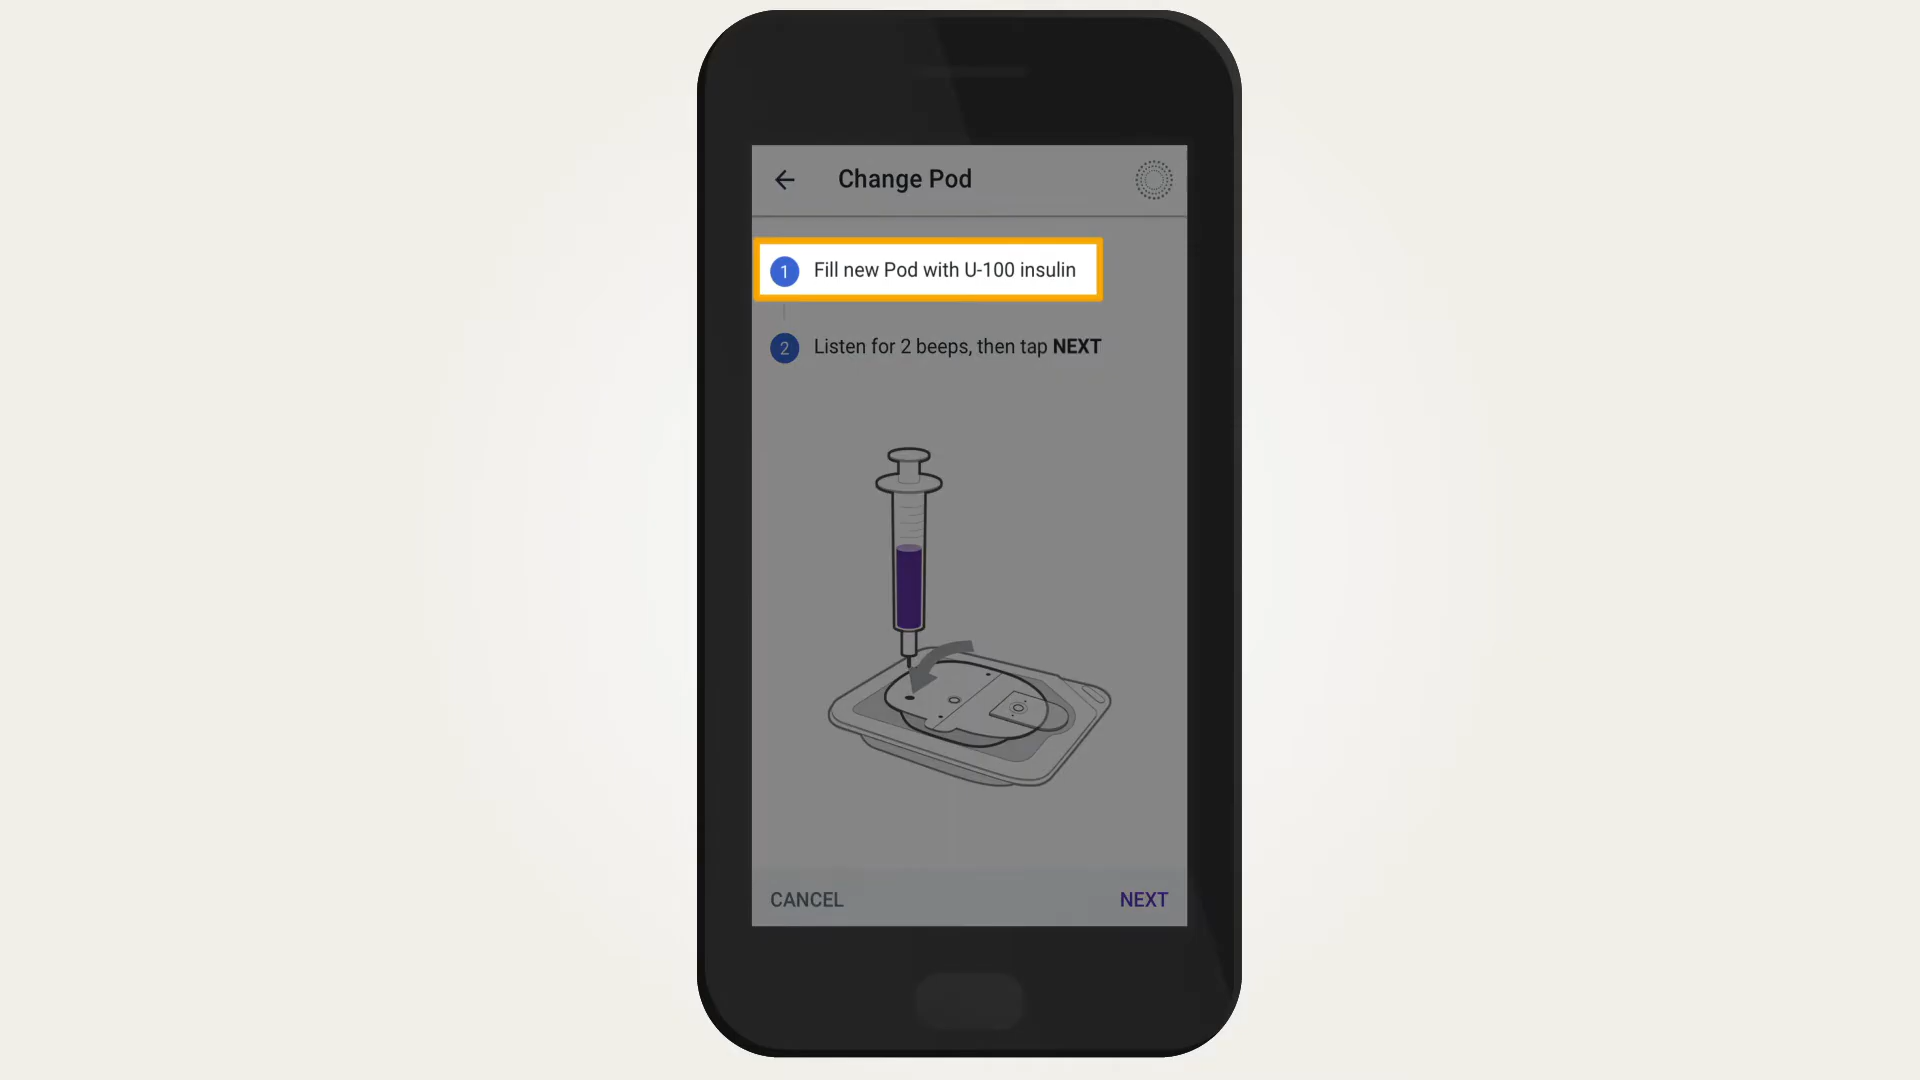 Change Pod
1 Fill new Pod with U-100 insulin
2 Listen for 2 beeps, then tap NEXT
CANCEL NEXT